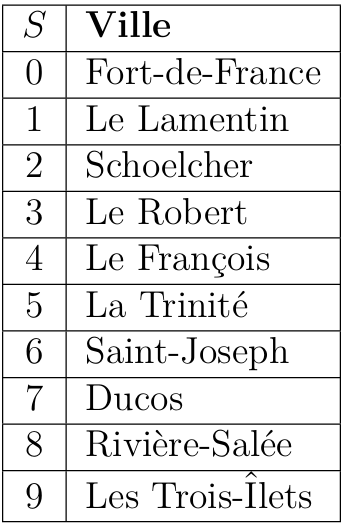 S Ville
0 Fort-de-France
1 Le Lamentin
2 Schoelcher
3 Le Robert
4 Le François
5 La Trinité
6 Saint-Joseph
7 Ducos
8 Rivière-Salée
9 Les Trois-Îlets